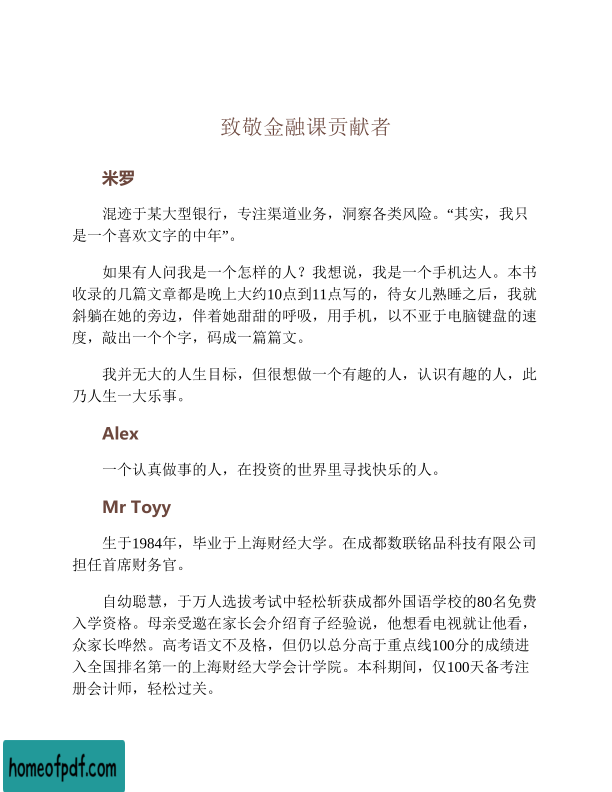 致敬金融课贡献者
米罗
混迹于某大型银行，专注渠道业务，洞察各类风险。“其实，我只
是一个喜欢文字的中年”。
如果有人问我是一个怎样的人？我想说，我是一个手机达人。本书
收录的几篇文章都是晚上大约10点到11点写的，待女儿熟睡之后，我就
斜躺在她的旁边，伴着她甜甜的呼吸，用手机，以不亚于电脑键盘的速
度，敲出一个个字，码成一篇篇文。
我并无大的人生目标，但很想做一个有趣的人，认识有趣的人，此
乃人生一大乐事。
Alex
一个认真做事的人，在投资的世界里寻找快乐的人。
Mr Toyy
生于1984年，毕业于上海财经大学。在成都数联铭品科技有限公司
担任首席财务官。
自幼聪慧，于万人选拔考试中轻松斩获成都外国语学校的80名免费
入学资格。母亲受邀在家长会介绍育子经验说，他想看电视就让他看，
众家长哗然。高考语文不及格，但仍以总分高于重点线100分的成绩进
入全国排名第一的上海财经大学会计学院。本科期间，仅100天备考注
册会计师，轻松过关。
homeofpdf.com